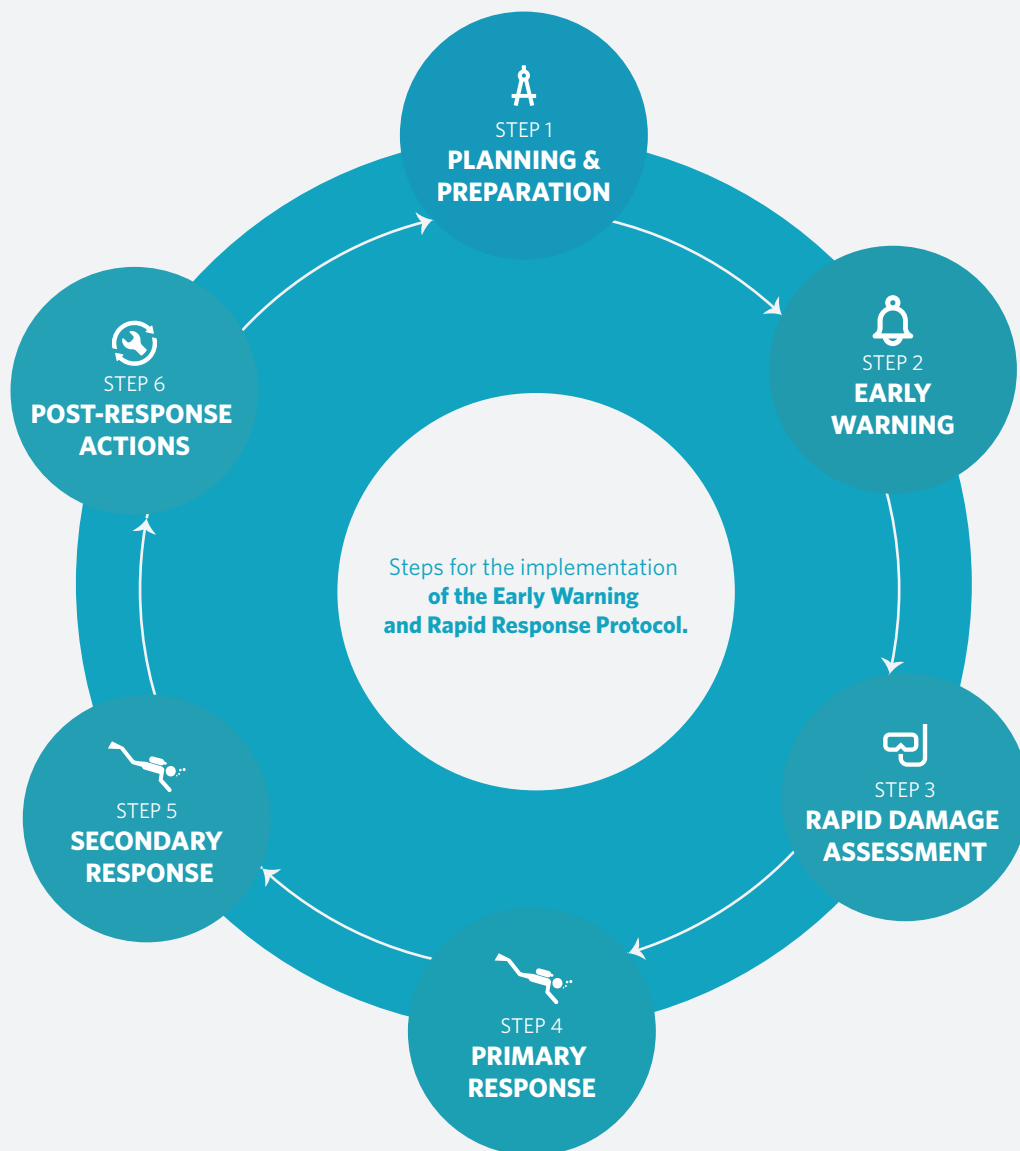 STEP 1
PLANNING &
PREPARATION
STEP 2
EARLY
WARNING
STEP 3
RAPID DAMAGE
ASSESSMENT
STEP 4
PRIMARY
RESPONSE
STEP 5
SECONDARY
RESPONSE
STEP 6
POST-RESPONSE
ACTIONS
Steps for the implementation
of the Early Warning
and Rapid Response Protocol.